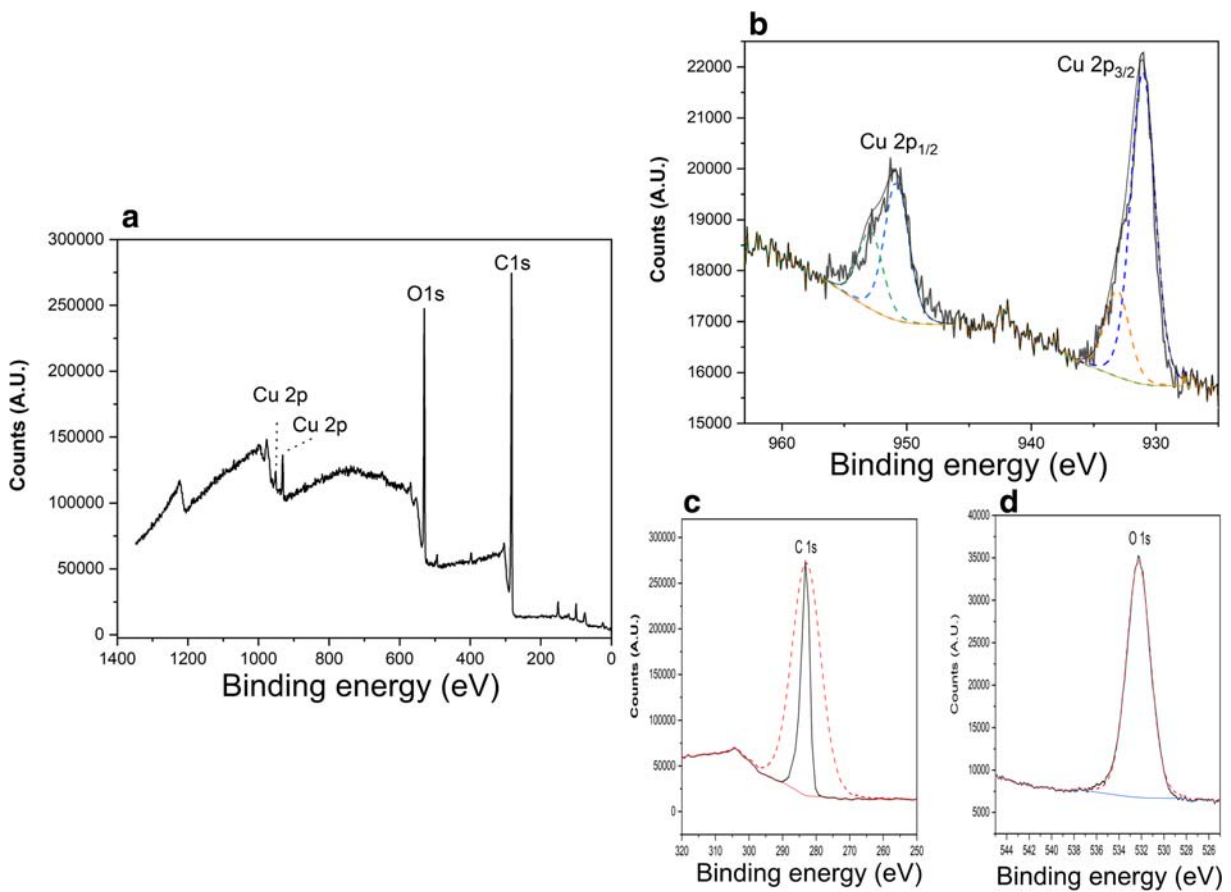 a
300000
250000
200000
150000
100000
50000
0
Counts (A.U.)
O1s
C1s
Cu 2p
Cu 2p
1400 1200 1000 800 600 400 200 0
Binding energy (eV)
b
22000
21000
20000
19000
18000
17000
16000
15000
Counts (A.U.)
Cu 2p1/2
Cu 2p3/2
960 950 940 930
Binding energy (eV)
c
300000
250000
200000
150000
100000
50000
0
Counts (A.U.)
C 1s
320 310 300 290 280 270 260 250
Binding energy (eV)
d
40000
35000
30000
25000
20000
15000
10000
5000
Counts (A.U.)
O 1s
544 542 540 538 536 534 532 530 528 526
Binding energy (eV)